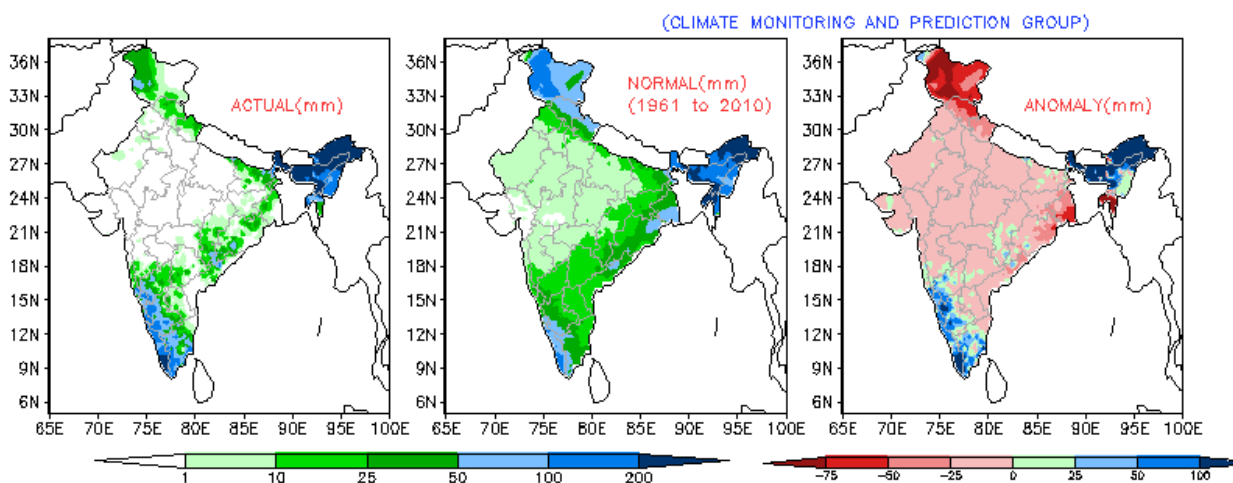 (CLIMATE MONITORING AND PREDICTION GROUP)
36N
33N
30N
27N
24N
21N
18N
15N
12N
9N
6N
65E 70E 75E 80E 85E 90E 95E 100E
ACTUAL(mm)
36N
33N
30N
27N
24N
21N
18N
15N
12N
9N
6N
65E 70E 75E 80E 85E 90E 95E 100E
NORMAL(mm)
(1961 to 2010)
36N
33N
30N
27N
24N
21N
18N
15N
12N
9N
6N
65E 70E 75E 80E 85E 90E 95E 100E
ANOMALY(mm)
1 10 25 50 100 200
-75 -50 -25 0 25 50 100